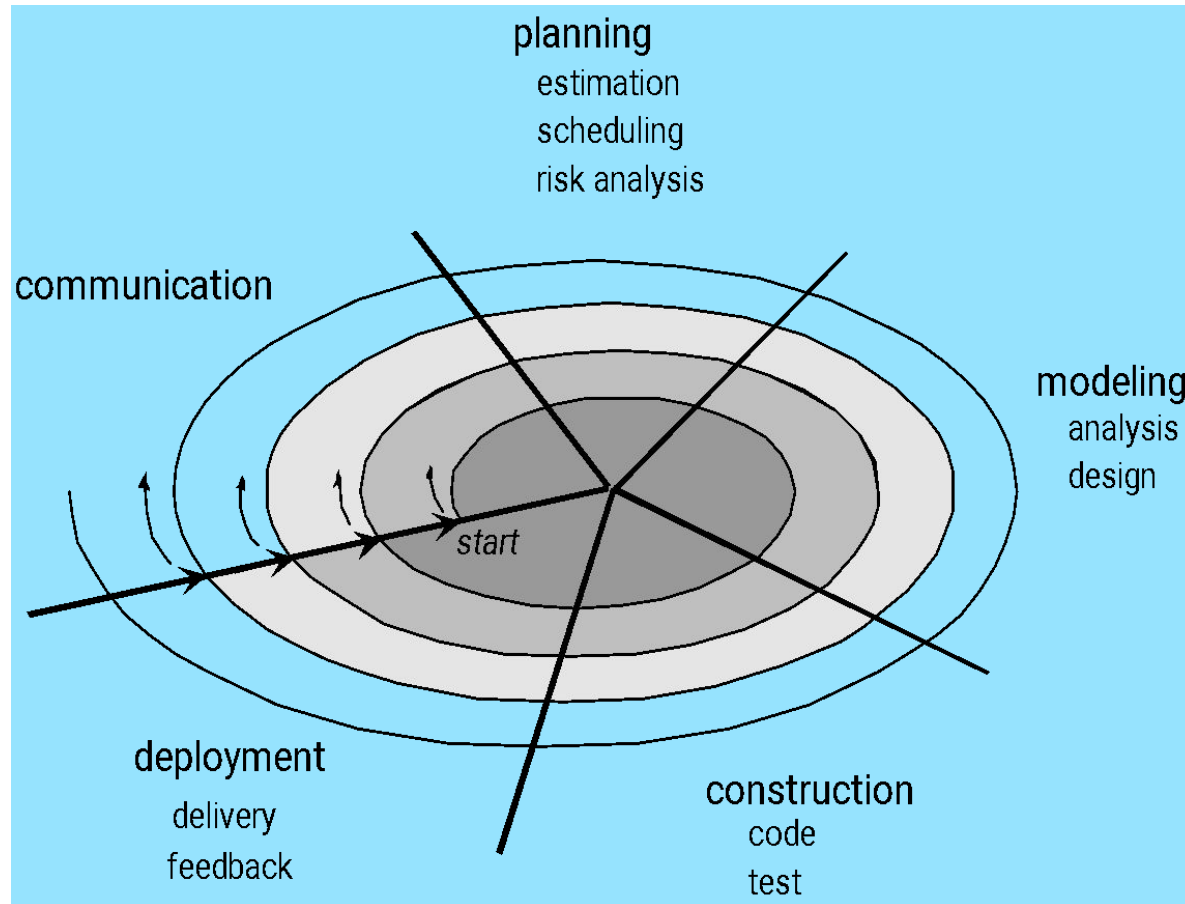 planning
estimation
scheduling
risk analysis
communication
modeling
analysis
design
start
deployment
delivery
feedback
construction
code
test